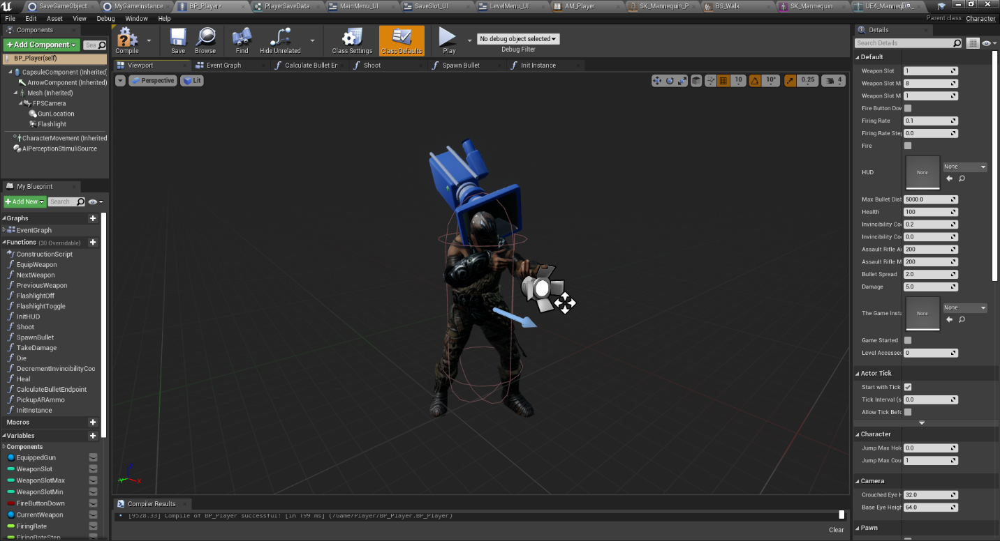 SaveGameObject
MyGameInstance
BP_Player*
PlayerSaveData
MainMenu_UI
SaveSlot_UI
LevelMenu_UI
AM_Player
SK_Mannequin_P
BS_Walk
SK_Mannequin
UE4_Mannequ
File Edit Asset View Debug Window Help
Parent class: Character
Components
+Add Component
Sea
BP_Player(self)
CapsuleComponent (Inherited)
ArrowComponent (Inherited)
Mesh (Inherited)
FPSCamera
GunLocation
Flashlight
CharacterMovement (Inherited
AIPerceptionStimuliSource
My Blueprint
+Add New
Search
Graphs
EventGraph
Functions (30 Overridable)
ConstructionScript
EquipWeapon
NextWeapon
PreviousWeapon
FlashlightOff
FlashlightToggle
InitHUD
Shoot
SpawnBullet
TakeDamage
Die
DecrementInvincibilityCoo
Heal
CalculateBulletEndpoint
PickupARAmmo
InitInstance
Macros
Variables
Components
EquippedGun
WeaponSlot
WeaponSlotMax
WeaponSlotMin
FireButtonDown
CurrentWeapon
FiringRate
FiringRateStep
Compile
Save
Browse
Find
Hide Unrelated
Class Settings
Class Defaults
Play
No debug object selected
Debug Filter
Viewport
Event Graph
Calculate Bullet Er
Shoot
Spawn Bullet
Init Instance
Perspective
Lit
10
10°
0.25
4
X
Y
Compiler Results
[9528.33] Compile of BP_Player successful! [in 199 ms] (/Game/Player/BP_Player.BP_Player)
Clear
Details
Search Details
Default
Weapon Slot 1
Weapon Slot M 8
Weapon Slot M 1
Fire Button Dow
Firing Rate 0.1
Firing Rate Step 0.0
Fire
HUD None None
Max Bullet Dist 5000.0
Health 100
Invincibility Co 0.2
Invincibility Co 0.0
Assault Rifle A 200
Assault Rifle M 200
Bullet Spread 2.0
Damage 5.0
The Game Insta None None
Game Started
Level Accessed 0
Actor Tick
Start with Tick
Tick Interval (s 0.0
Allow Tick Befo
Character
Jump Max Hold 0.0
Jump Max Cou 1
Camera
Crouched Eye H 32.0
Base Eye Heigh 64.0
Pawn